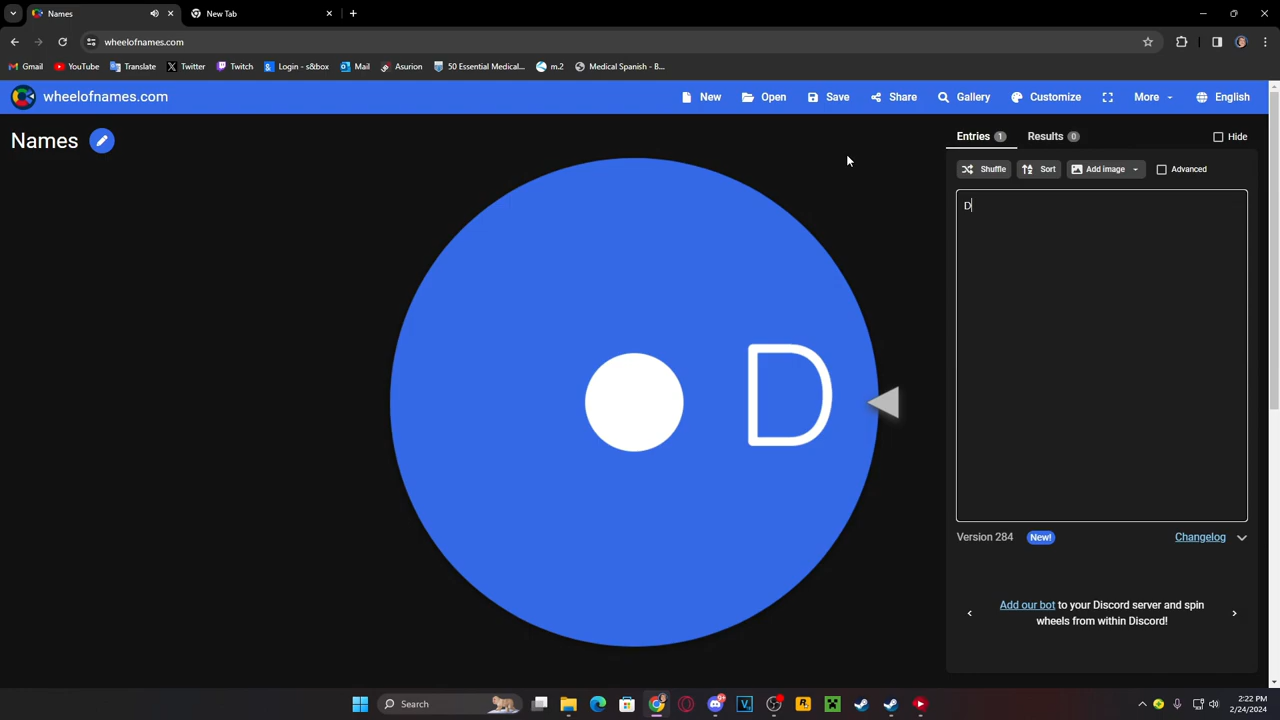 Names
New Tab
wheelofnames.com
Gmail YouTube Translate Twitter Twitch Login - s&box Mail Asurion 50 Essential Medical... m.2 Medical Spanish - B...
wheelofnames.com New Open Save Share Gallery Customize More English
Names
Entries 1 Results 0 Hide
Shuffle Sort Add image Advanced
D
D
Version 284 New! Changelog
Add our bot to your Discord server and spin
wheels from within Discord!
Search
2:22 PM
2/24/2024